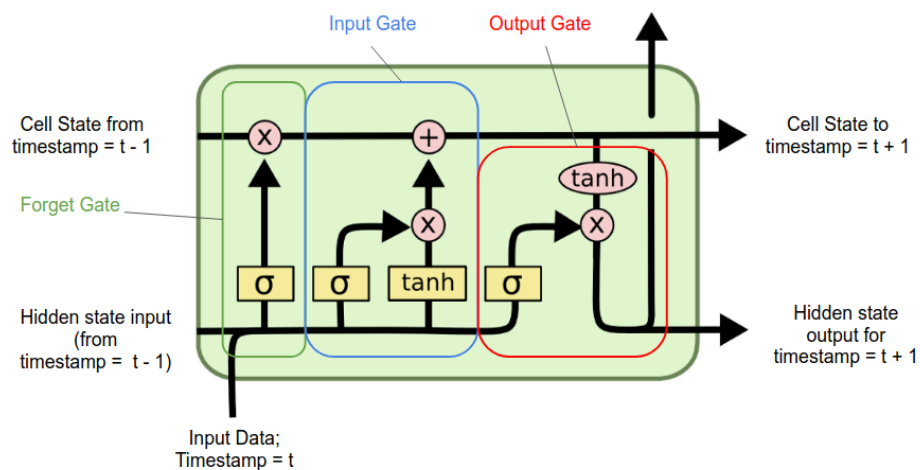 Input Gate
Output Gate
Cell State from
timestamp = t - 1
x
+
Cell State to
timestamp = t + 1
tanh
Forget Gate
x
x
σ
σ
tanh
σ
Hidden state input
(from
timestamp = t - 1)
Hidden state
output for
timestamp = t + 1
Input Data;
Timestamp = t